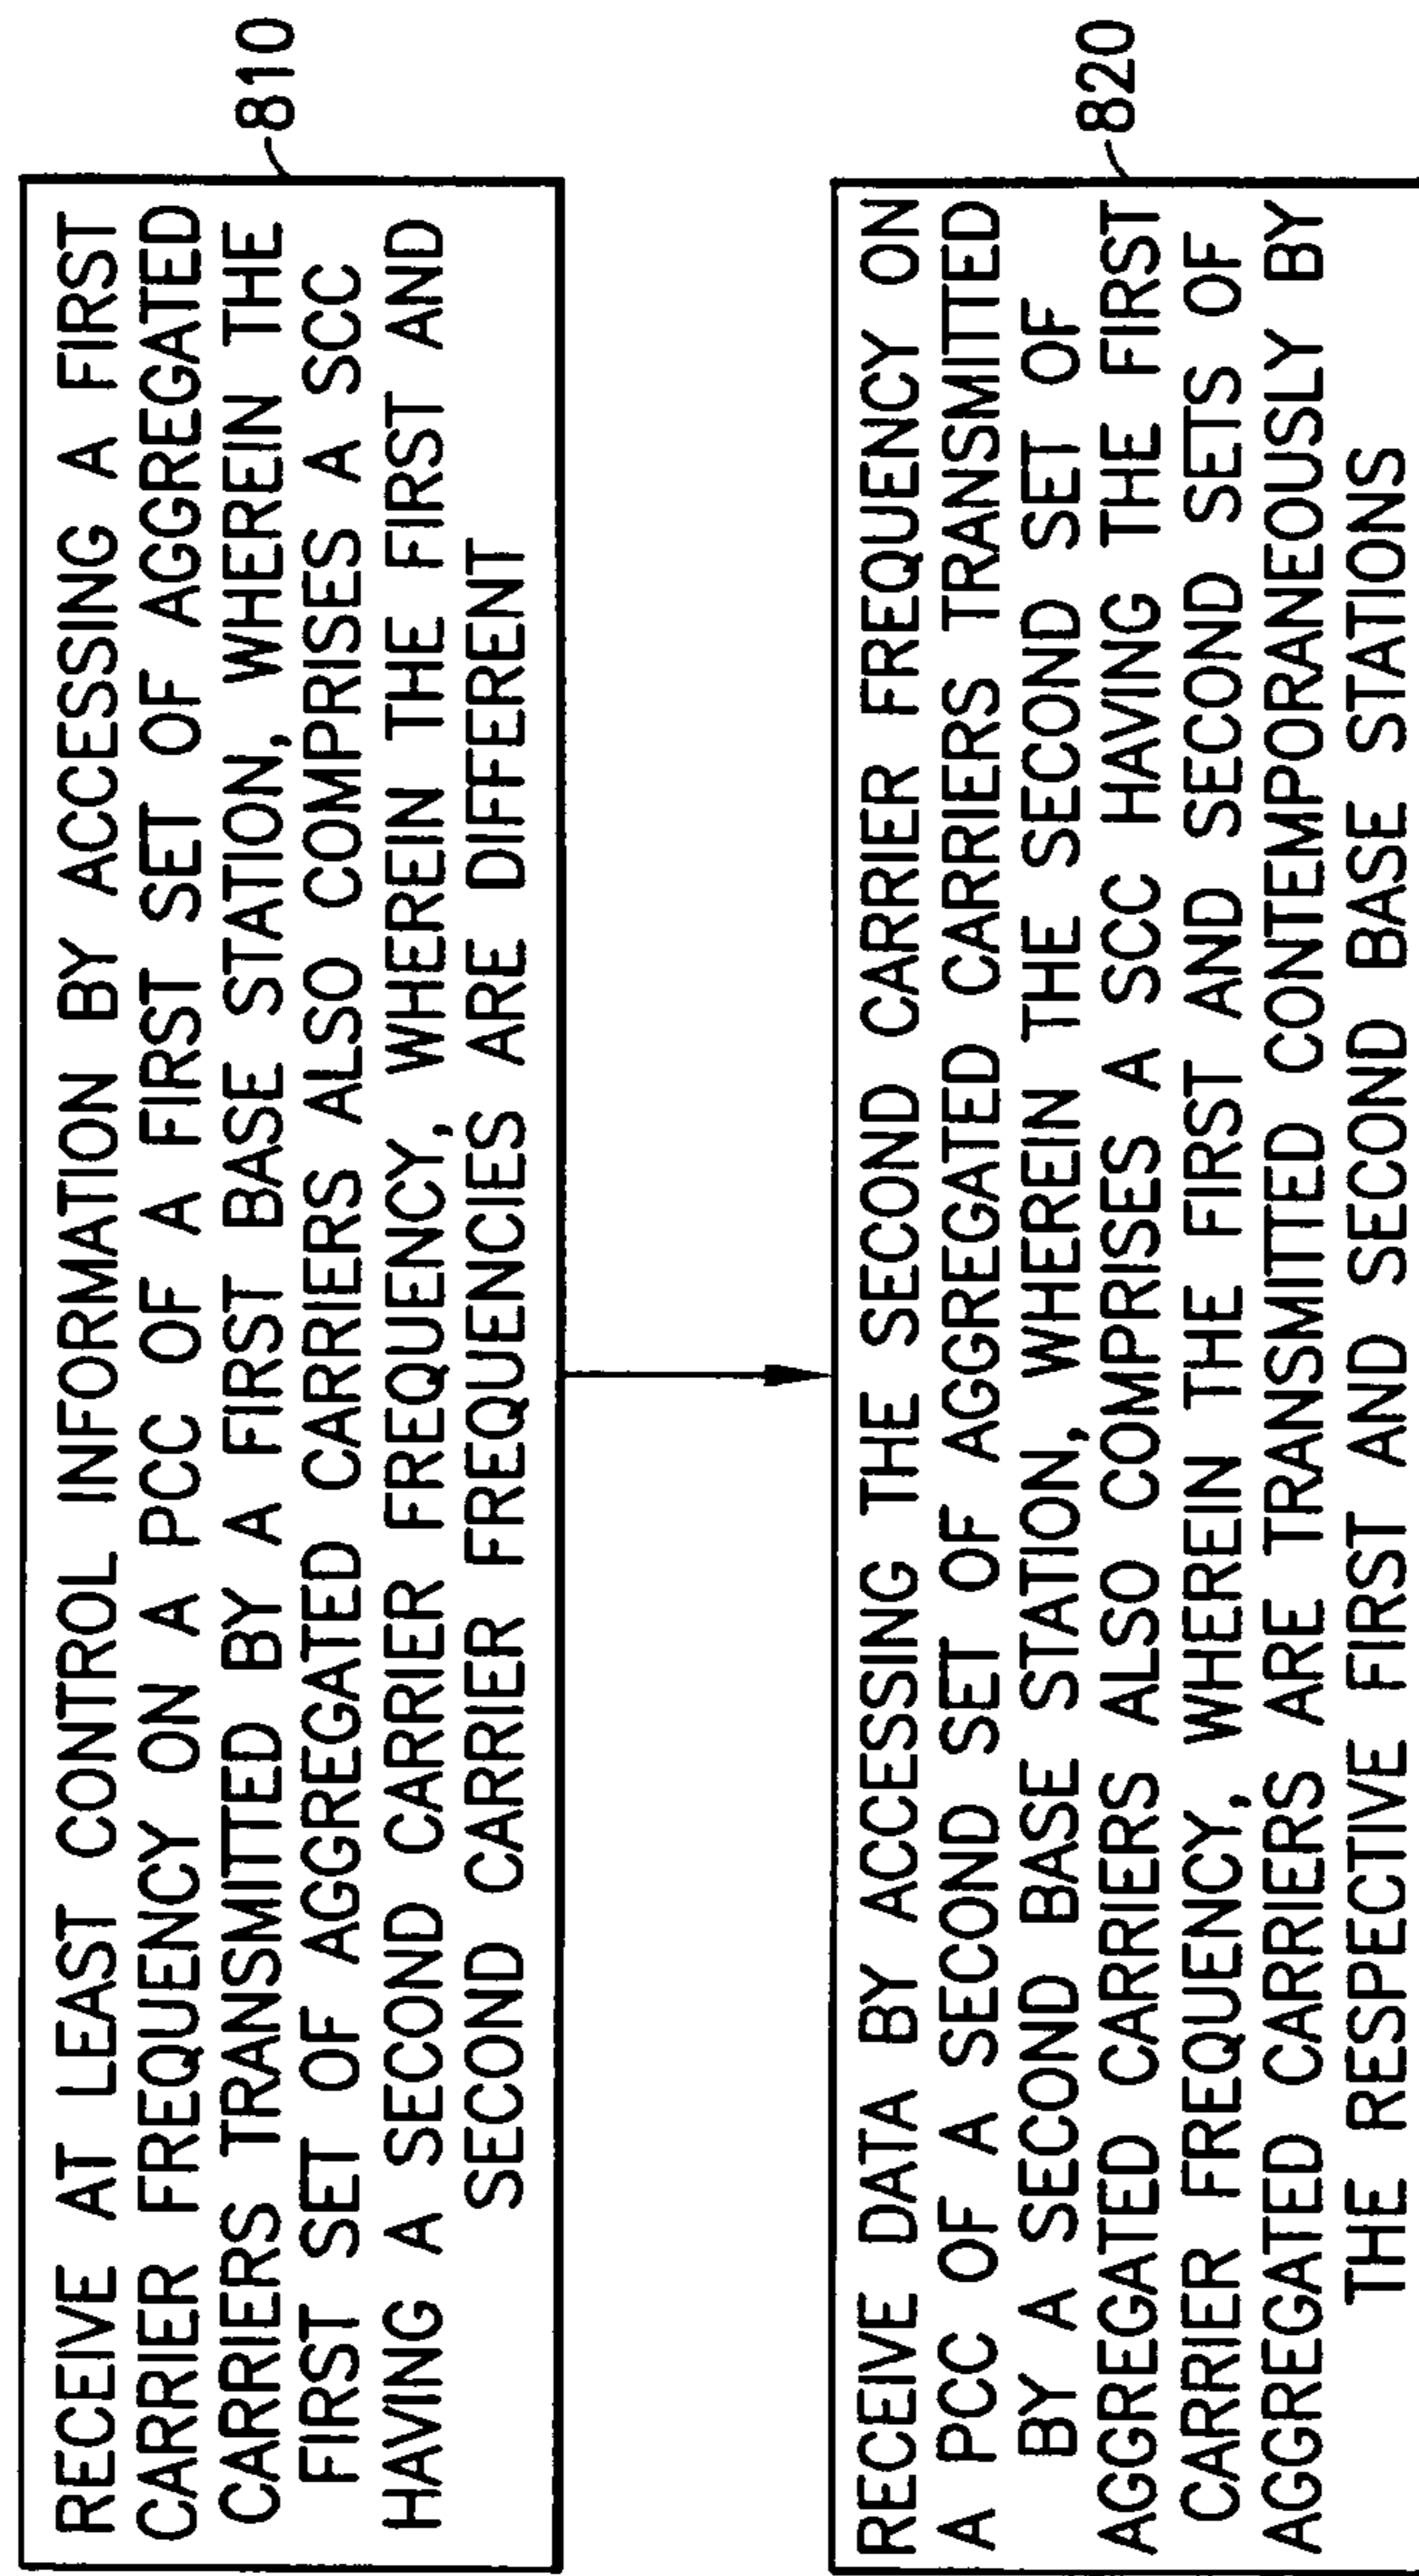 RECEIVE AT LEAST CONTROL INFORMATION BY ACCESSING A FIRST
CARRIER FREQUENCY ON A PCC OF A FIRST SET OF AGGREGATED
CARRIERS TRANSMITTED BY A FIRST BASE STATION, WHEREIN THE
FIRST SET OF AGGREGATED CARRIERS ALSO COMPRISES A SCC
HAVING A SECOND CARRIER FREQUENCY, WHEREIN THE FIRST AND
SECOND CARRIER FREQUENCIES ARE DIFFERENT
810
RECEIVE DATA BY ACCESSING THE SECOND CARRIER FREQUENCY ON
A PCC OF A SECOND SET OF AGGREGATED CARRIERS TRANSMITTED
BY A SECOND BASE STATION, WHEREIN THE SECOND SET OF
AGGREGATED CARRIERS ALSO COMPRISES A SCC HAVING THE FIRST
CARRIER FREQUENCY, WHEREIN THE FIRST AND SECOND SETS OF
AGGREGATED CARRIERS ARE TRANSMITTED CONTEMPORANEOUSLY BY
THE RESPECTIVE FIRST AND SECOND BASE STATIONS
820